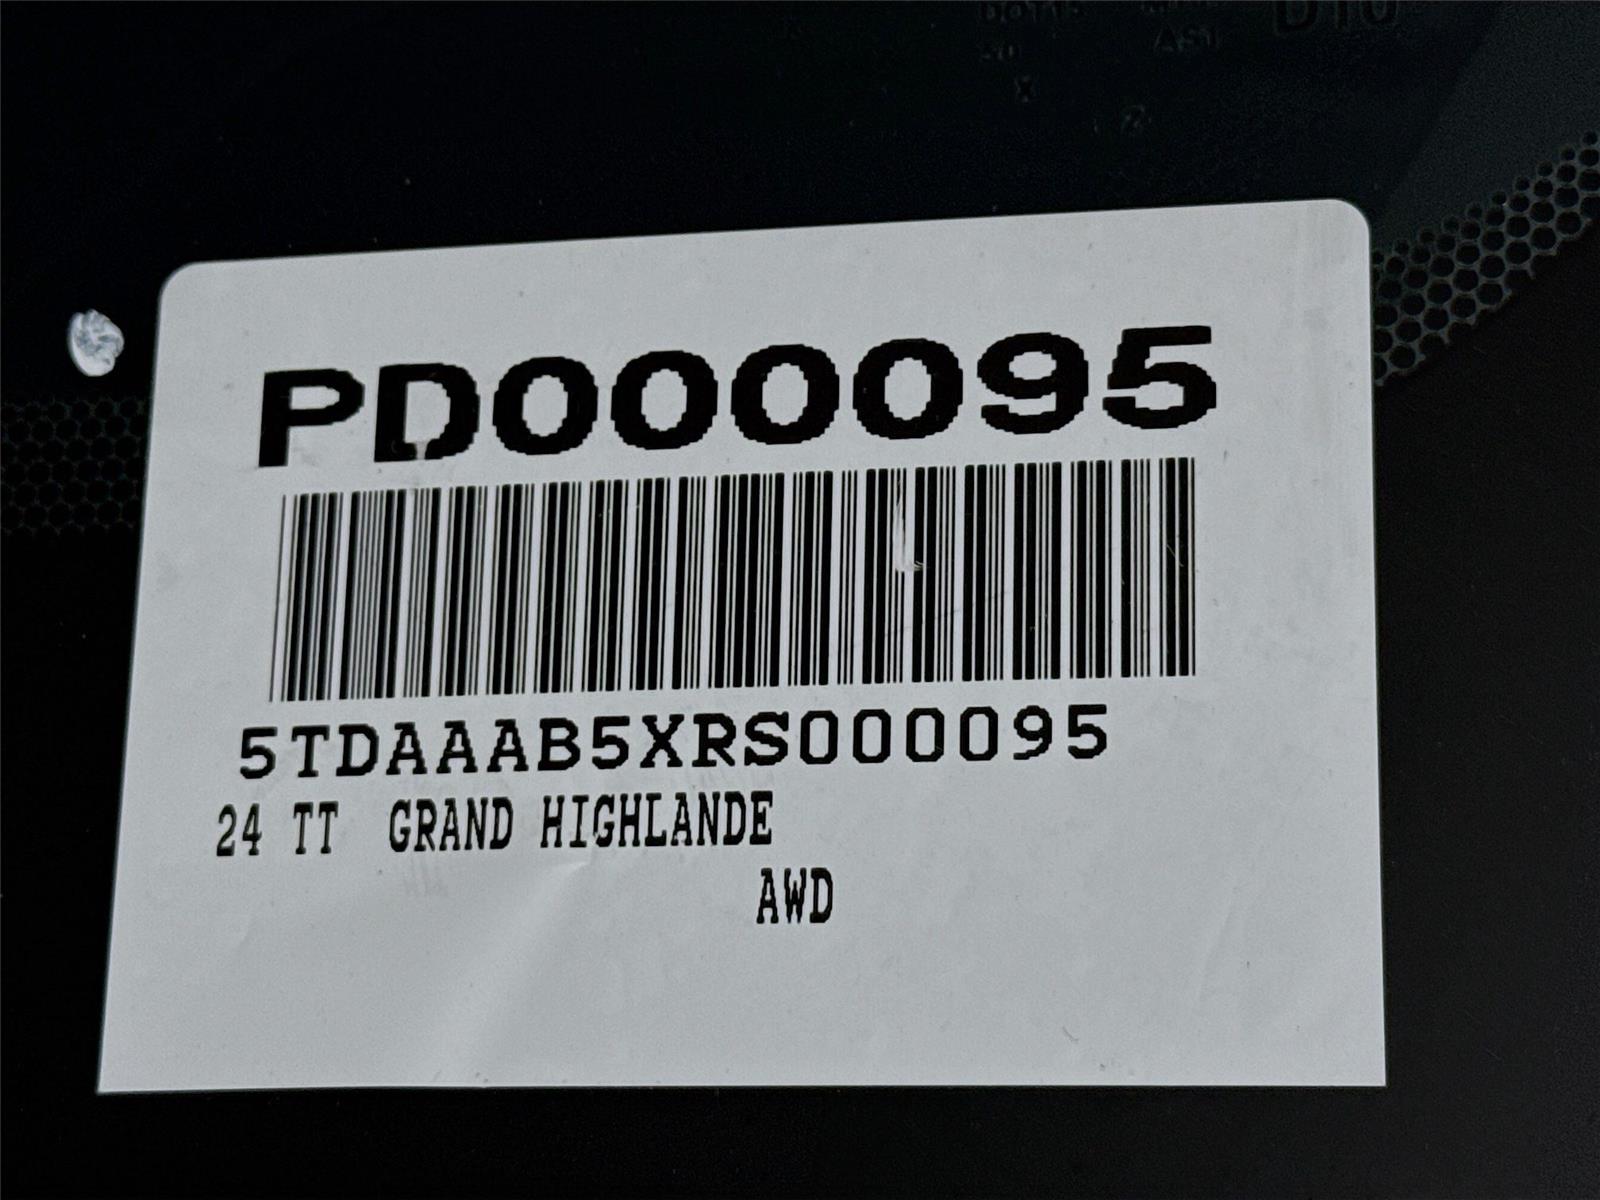 PD000095
5TDAAAB5XRS000095
24 TT GRAND HIGHLANDE
AWD